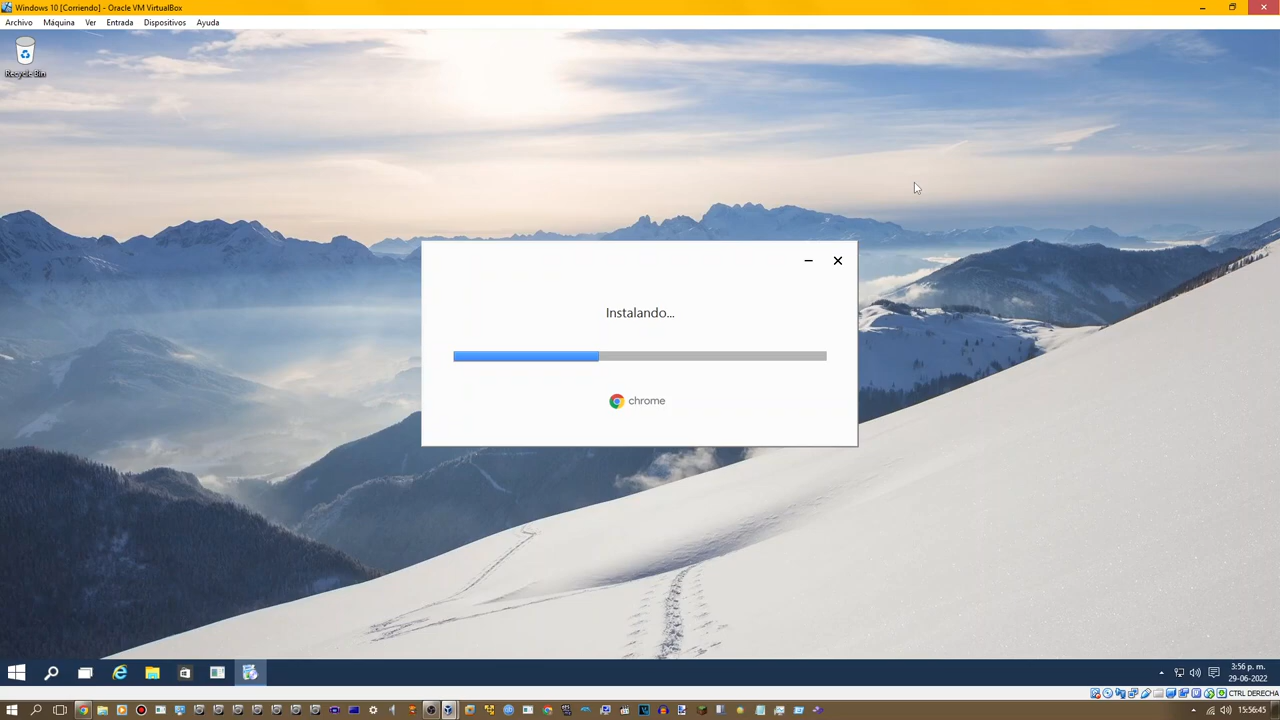 Windows 10 [Corriendo] - Oracle VM VirtualBox
Archivo Máquina Ver Entrada Dispositivos Ayuda
Recycle Bin
Instalando...
chrome
3:56 p. m.
29-06-2022
CTRL DERECHA
15:56:45